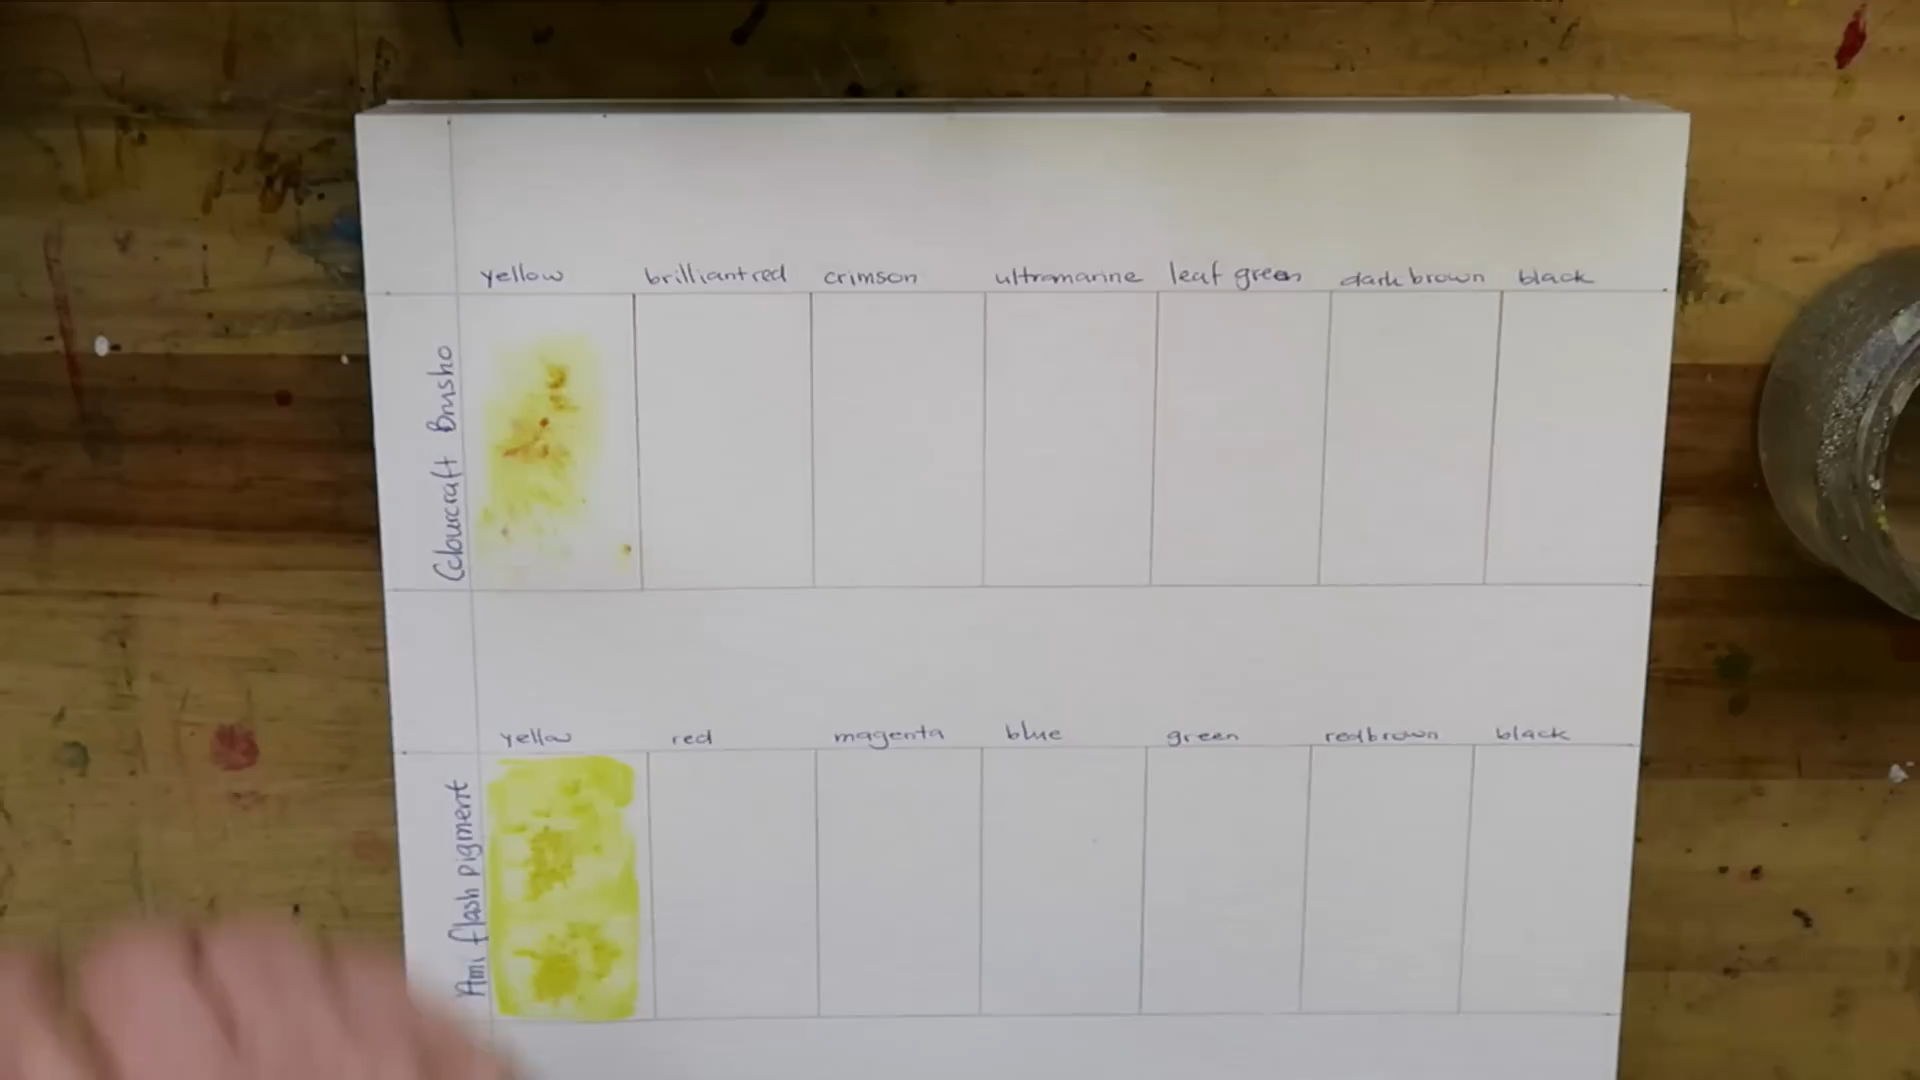 yellow brilliant red crimson ultramarine leaf green dark brown black
Colourcraft Brusho
yellow red magenta blue green redbrown black
Ami flash pigment